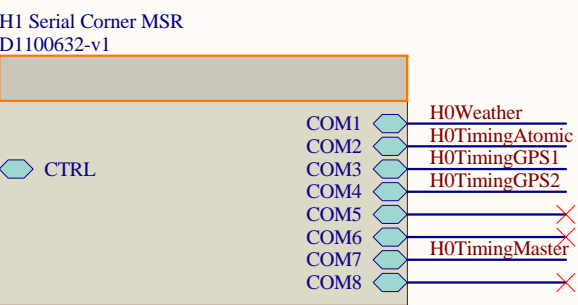 H1 Serial Corner MSR
D1100632-v1
COM1 H0Weather
COM2 H0TimingAtomic
CTRL COM3 H0TimingGPS1
COM4 H0TimingGPS2
COM5
COM6
COM7 H0TimingMaster
COM8